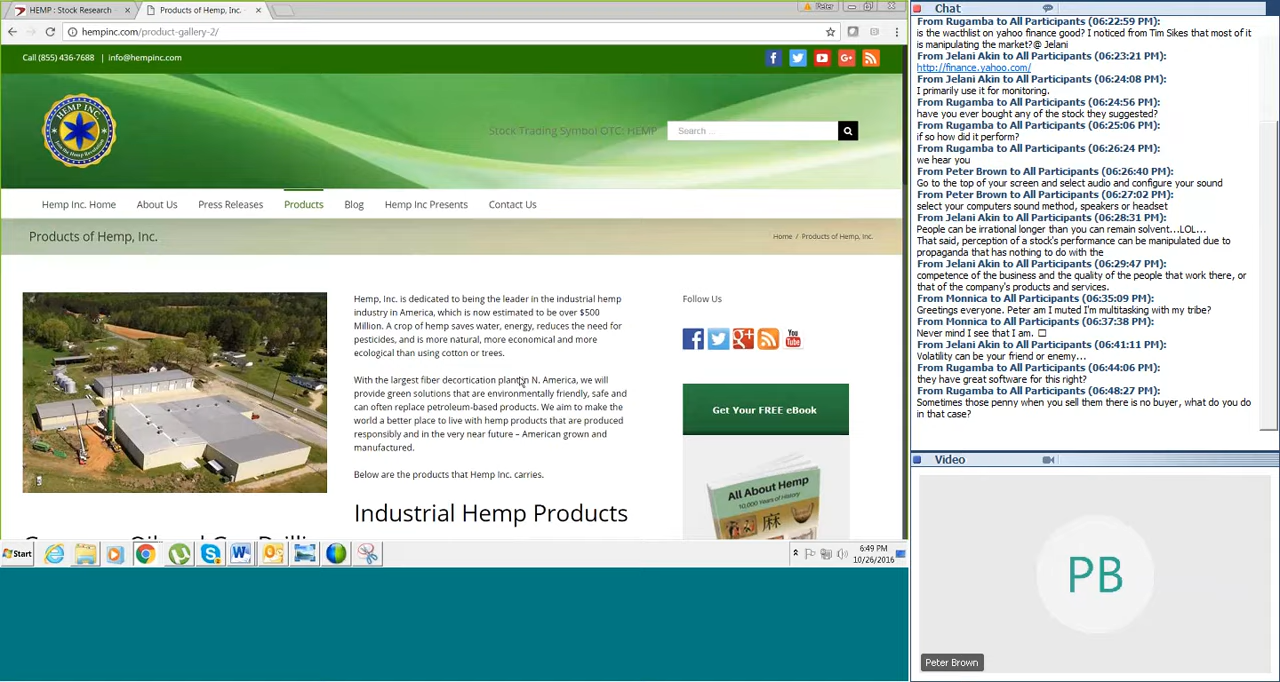 HEMP : Stock Research
Products of Hemp, Inc.
Peter
hempinc.com/product-gallery-2/
Call (855) 436-7688 | info@hempinc.com
HEMP INC
Stock Trading Symbol OTC: HEMP
Search ...
Hemp Inc. Home
About Us
Press Releases
Products
Blog
Hemp Inc Presents
Contact Us
Products of Hemp, Inc.
Home / Products of Hemp, Inc.
Hemp, Inc. is dedicated to being the leader in the industrial hemp
industry in America, which is now estimated to be over $500
Million. A crop of hemp saves water, energy, reduces the need for
pesticides, and is more natural, more economical and more
ecological than using cotton or trees.
With the largest fiber decortication plant in N. America, we will
provide green solutions that are environmentally friendly, safe and
can often replace petroleum-based products. We aim to make the
world a better place to live with hemp products that are produced
responsibly and in the very near future – American grown and
manufactured.
Below are the products that Hemp Inc. carries.
Industrial Hemp Products
Follow Us
You
Tube
Get Your FREE eBook
All About Hemp
10,000 Years of History
麻
Start
6:49 PM
10/26/2016
Chat
From Rugamba to All Participants (06:22:59 PM):
is the wacthlist on yahoo finance good? I noticed from Tim Sikes that most of it
is manipulating the market?@ Jelani
From Jelani Akin to All Participants (06:23:21 PM):
http://finance.yahoo.com/
From Jelani Akin to All Participants (06:24:08 PM):
I primarily use it for monitoring.
From Rugamba to All Participants (06:24:56 PM):
have you ever bought any of the stock they suggested?
From Rugamba to All Participants (06:25:06 PM):
if so how did it perform?
From Rugamba to All Participants (06:26:24 PM):
we hear you
From Peter Brown to All Participants (06:26:40 PM):
Go to the top of your screen and select audio and configure your sound
From Peter Brown to All Participants (06:27:02 PM):
select your computers sound method, speakers or headset
From Jelani Akin to All Participants (06:28:31 PM):
People can be irrational longer than you can remain solvent...LOL...
That said, perception of a stock's performance can be manipulated due to
propaganda that has nothing to do with the
From Jelani Akin to All Participants (06:29:47 PM):
competence of the business and the quality of the people that work there, or
that of the company's products and services.
From Monnica to All Participants (06:35:09 PM):
Greetings everyone. Peter am I muted I'm multitasking with my tribe?
From Monnica to All Participants (06:37:38 PM):
Never mind I see that I am.
From Jelani Akin to All Participants (06:41:11 PM):
Volatility can be your friend or enemy...
From Rugamba to All Participants (06:44:06 PM):
they have great software for this right?
From Rugamba to All Participants (06:48:27 PM):
Sometimes those penny when you sell them there is no buyer, what do you do
in that case?
Video
PB
Peter Brown